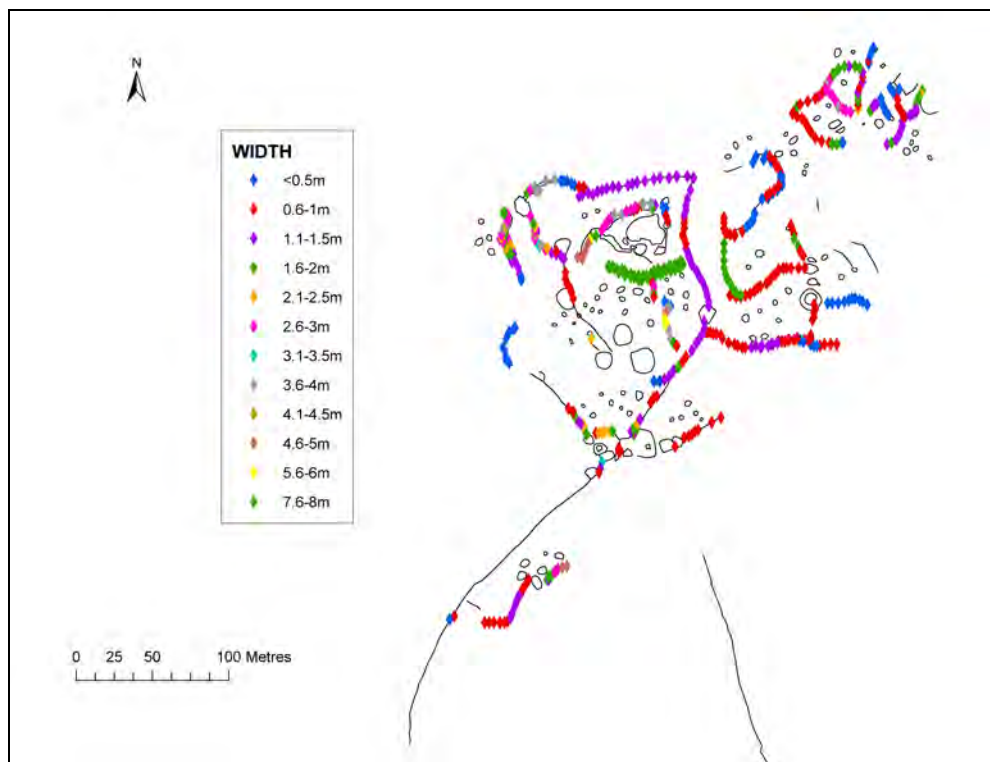 N
WIDTH
<0.5m
0.6-1m
1.1-1.5m
1.6-2m
2.1-2.5m
2.6-3m
3.1-3.5m
3.6-4m
4.1-4.5m
4.6-5m
5.6-6m
7.6-8m
0 25 50 100 Metres